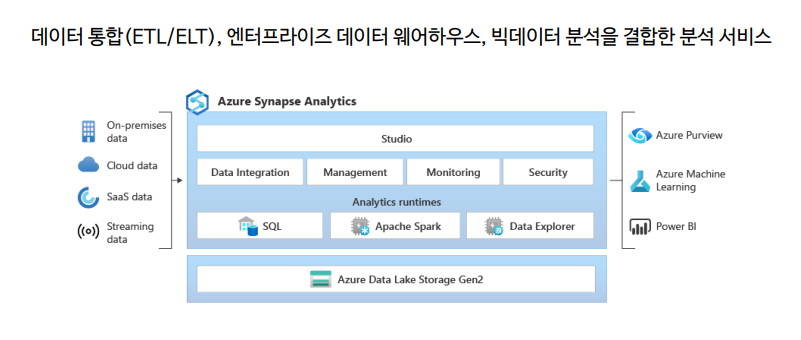 데이터 통합(ETL/ELT), 엔터프라이즈 데이터 웨어하우스, 빅데이터 분석을 결합한 분석 서비스
Azure Synapse Analytics
On-premises
data
Cloud data
SaaS data
Streaming
data
Studio
Data Integration
Management
Monitoring
Security
Analytics runtimes
SQL
Apache Spark
Data Explorer
Azure Data Lake Storage Gen2
Azure Purview
Azure Machine
Learning
Power BI